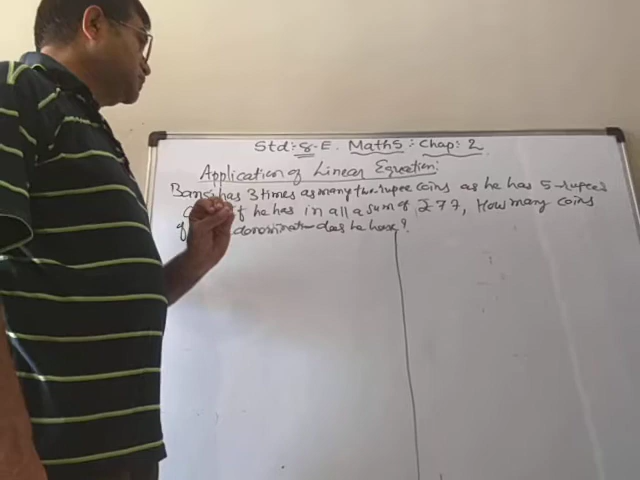 Std:- 8-E. Maths : Chap: 2
Application of Linear Equation:
Bansi has 3 times as many two-rupee coins as he has 5-rupees
if he has in all a sum of ₹ 77, How many coins
denomination does he have?